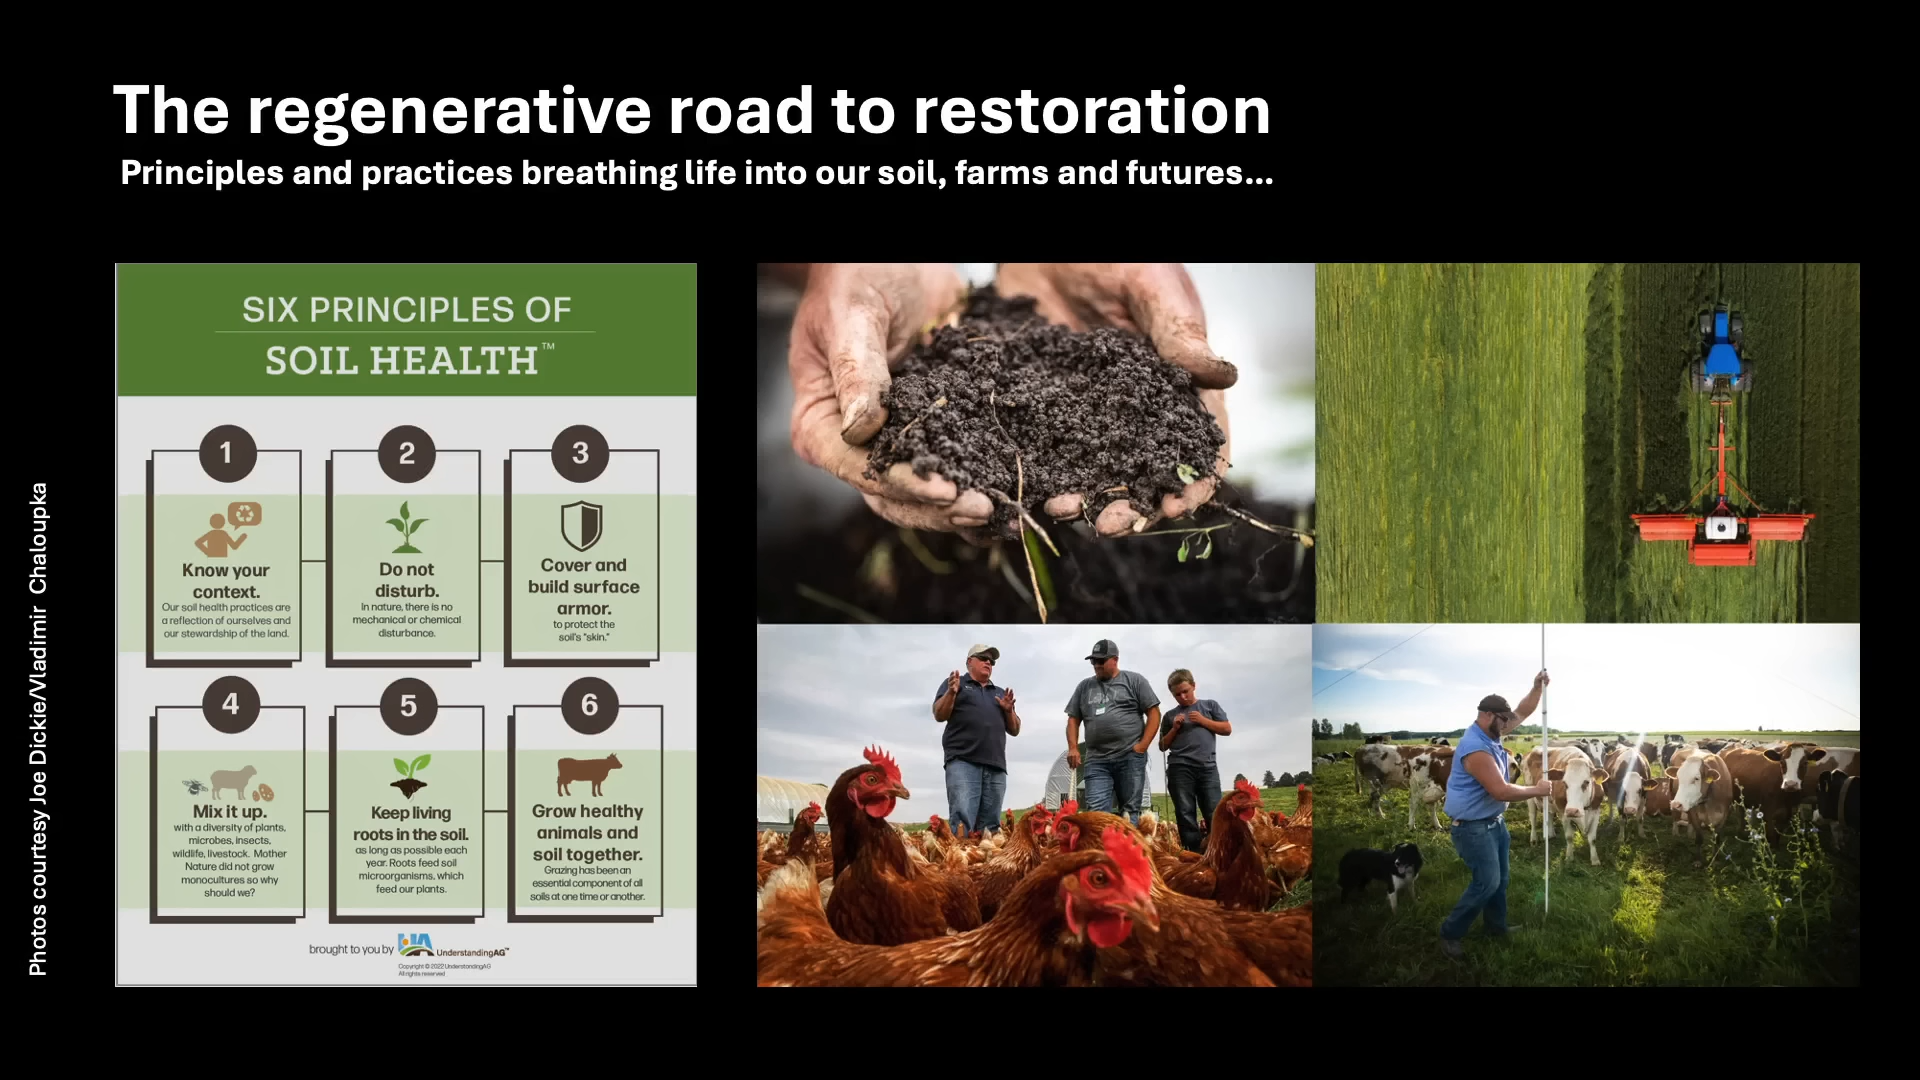 The regenerative road to restoration
Principles and practices breathing life into our soil, farms and futures...
SIX PRINCIPLES OF
SOIL HEALTH™
1
Know your
context.
Our soil health practices are
a reflection of ourselves and
our stewardship of the land.
2
Do not
disturb.
In nature, there is no
mechanical or chemical
disturbance.
3
Cover and
build surface
armor.
to protect the
soil's "skin."
4
Mix it up.
with a diversity of plants,
microbes, insects,
wildlife, livestock. Mother
Nature did not grow
monocultures so why
should we?
5
Keep living
roots in the soil.
as long as possible each
year. Roots feed soil
microorganisms, which
feed our plants.
6
Grow healthy
animals and
soil together.
Grazing has been an
essential component of all
soils at one time or another.
brought to you by UA UnderstandingAG™
Copyright © 2022 UnderstandingAG
All rights reserved
Photos courtesy Joe Dickie/Vladimir Chaloupka